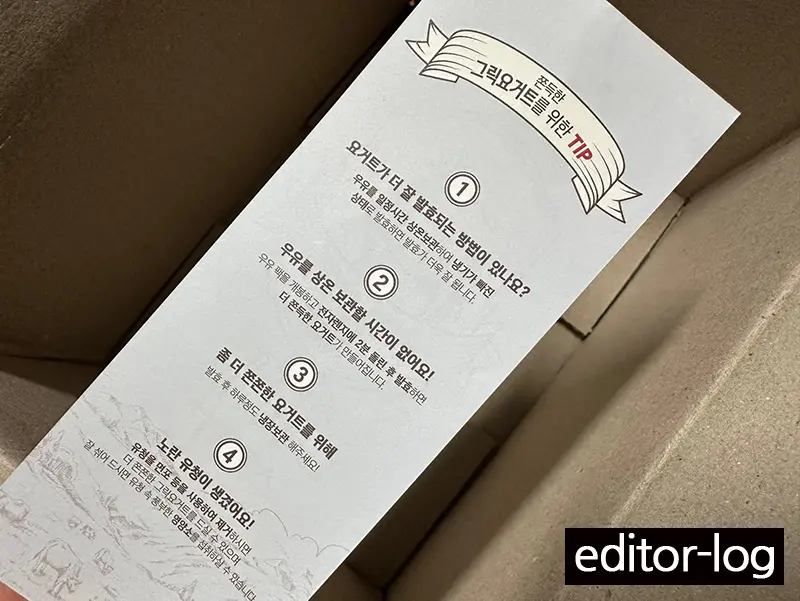 쫀득한
그릭요거트를 위한 TIP
1
요거트가 더 잘 발효되는 방법이 있나요?
우유를 일정시간 상온보관하여 냉기가 빠진
상태로 발효하면 발효가 더욱 잘 됩니다.
2
우유를 상온 보관할 시간이 없어요!
우유 팩을 개봉하고 전자렌지에 2분 돌린 후 발효하면
더 쫀득한 요거트가 만들어집니다.
3
좀 더 쫀쫀한 요거트를 위해
발효 후 하루정도 냉장보관 해주세요!
4
노란 유청이 생겼어요!
유청을 면포 등을 사용하여 제거하시면
더 쫀쫀한 그릭요거트를 드실 수 있으며
잘 섞어 드시면 유청 속 풍부한 영양소를 섭취하실 수 있습니다.
editor-log